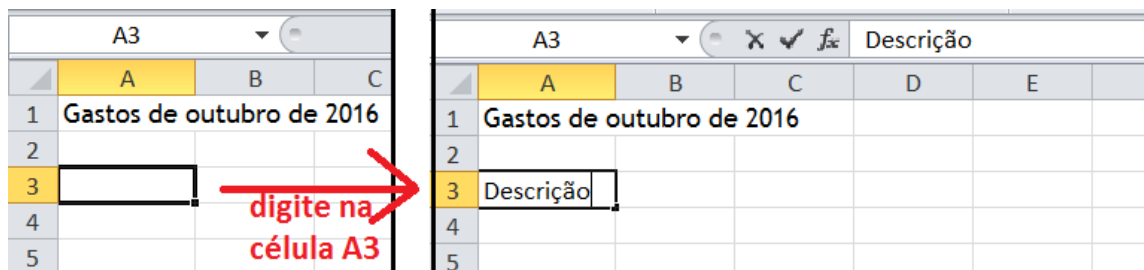 A3
A B C
1 Gastos de outubro de 2016
2
3
4
5
digite na
célula A3
A3 fx Descrição
A B C D E
1 Gastos de outubro de 2016
2
3 Descrição
4
5